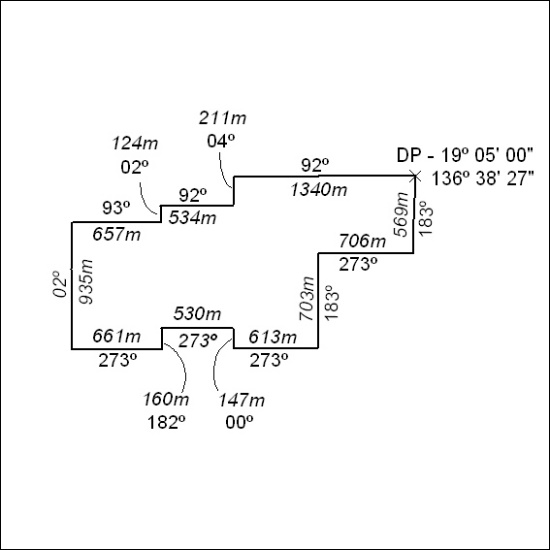 211m
04º
124m
02º
92º
DP - 19º 05' 00"
136º 38' 27"
1340m
93º
92º
534m
657m
569m
183º
706m
273º
02º
935m
703m
183º
530m
273º
661m
273º
613m
273º
160m
182º
147m
00º